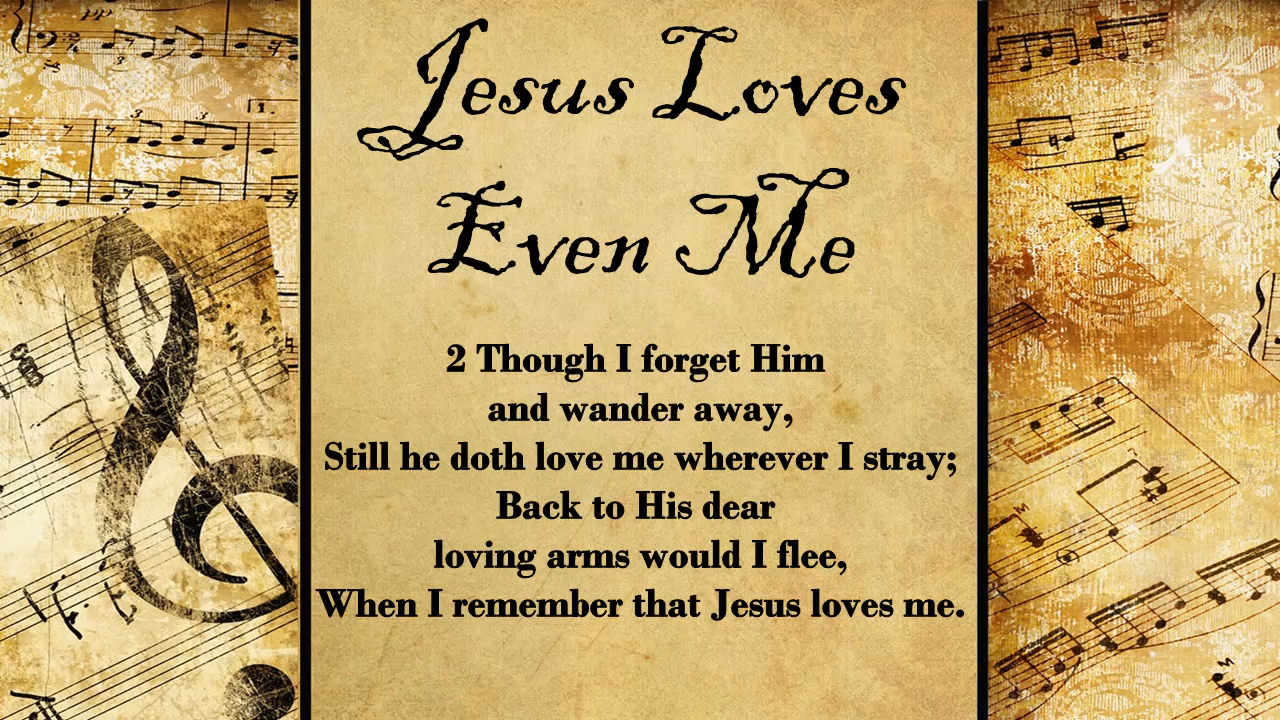 Jesus Loves
Even Me
2 Though I forget Him
and wander away,
Still he doth love me wherever I stray;
Back to His dear
loving arms would I flee,
When I remember that Jesus loves me.